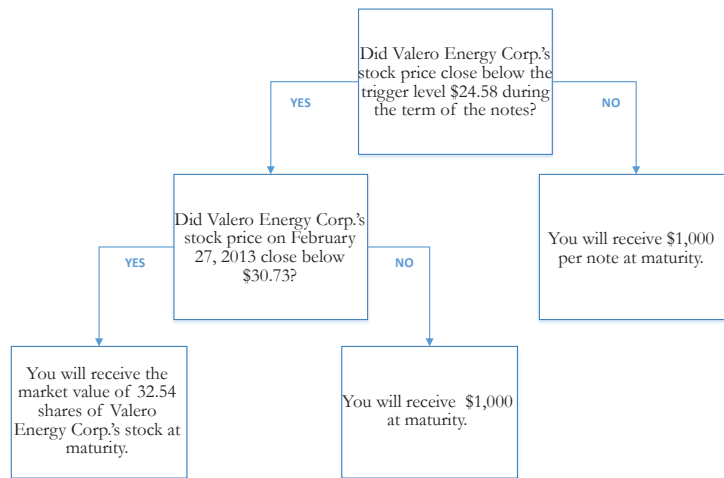 Did Valero Energy Corp.'s
stock price close below the
trigger level $24.58 during
the term of the notes?
YES
NO
Did Valero Energy Corp.'s
stock price on February
27, 2013 close below
$30.73?
You will receive $1,000
per note at maturity.
YES
NO
You will receive the
market value of 32.54
shares of Valero
Energy Corp.'s stock at
maturity.
You will receive $1,000
at maturity.